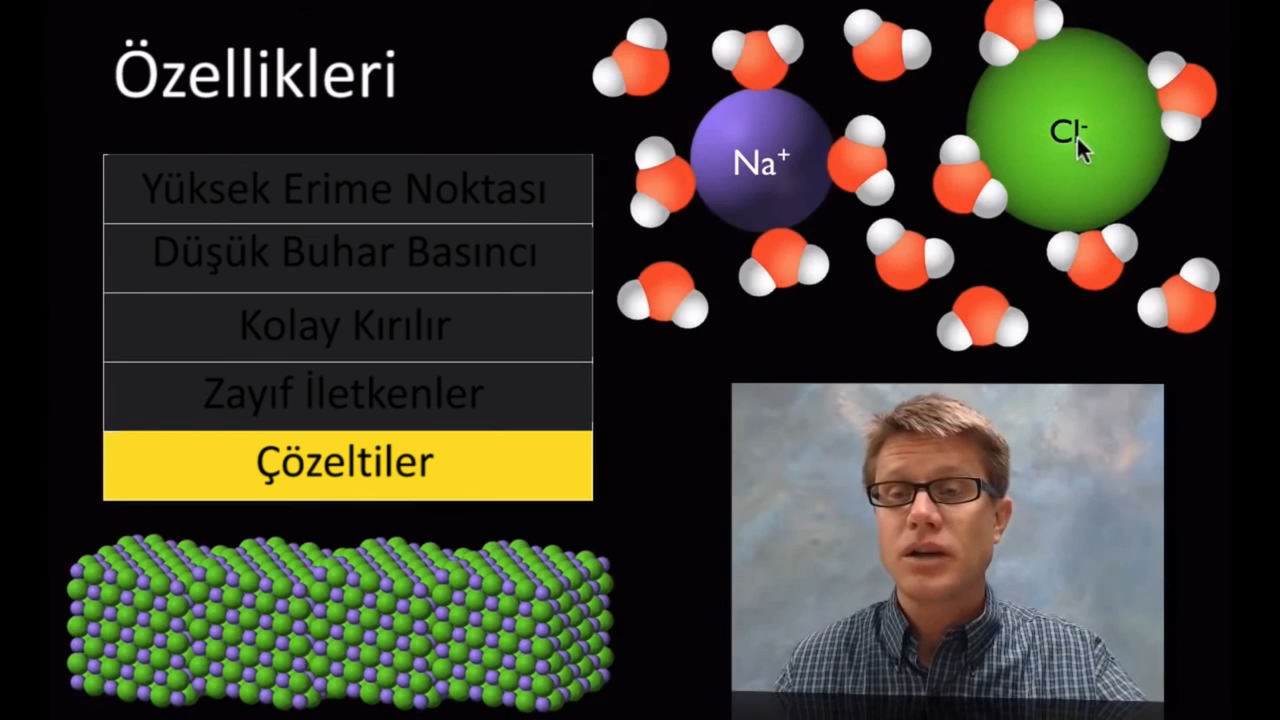 Özellikleri
Yüksek Erime Noktası
Düşük Buhar Basıncı
Kolay Kırılır
Zayıf İletkenler
Çözeltiler
Na⁺
Cl⁻